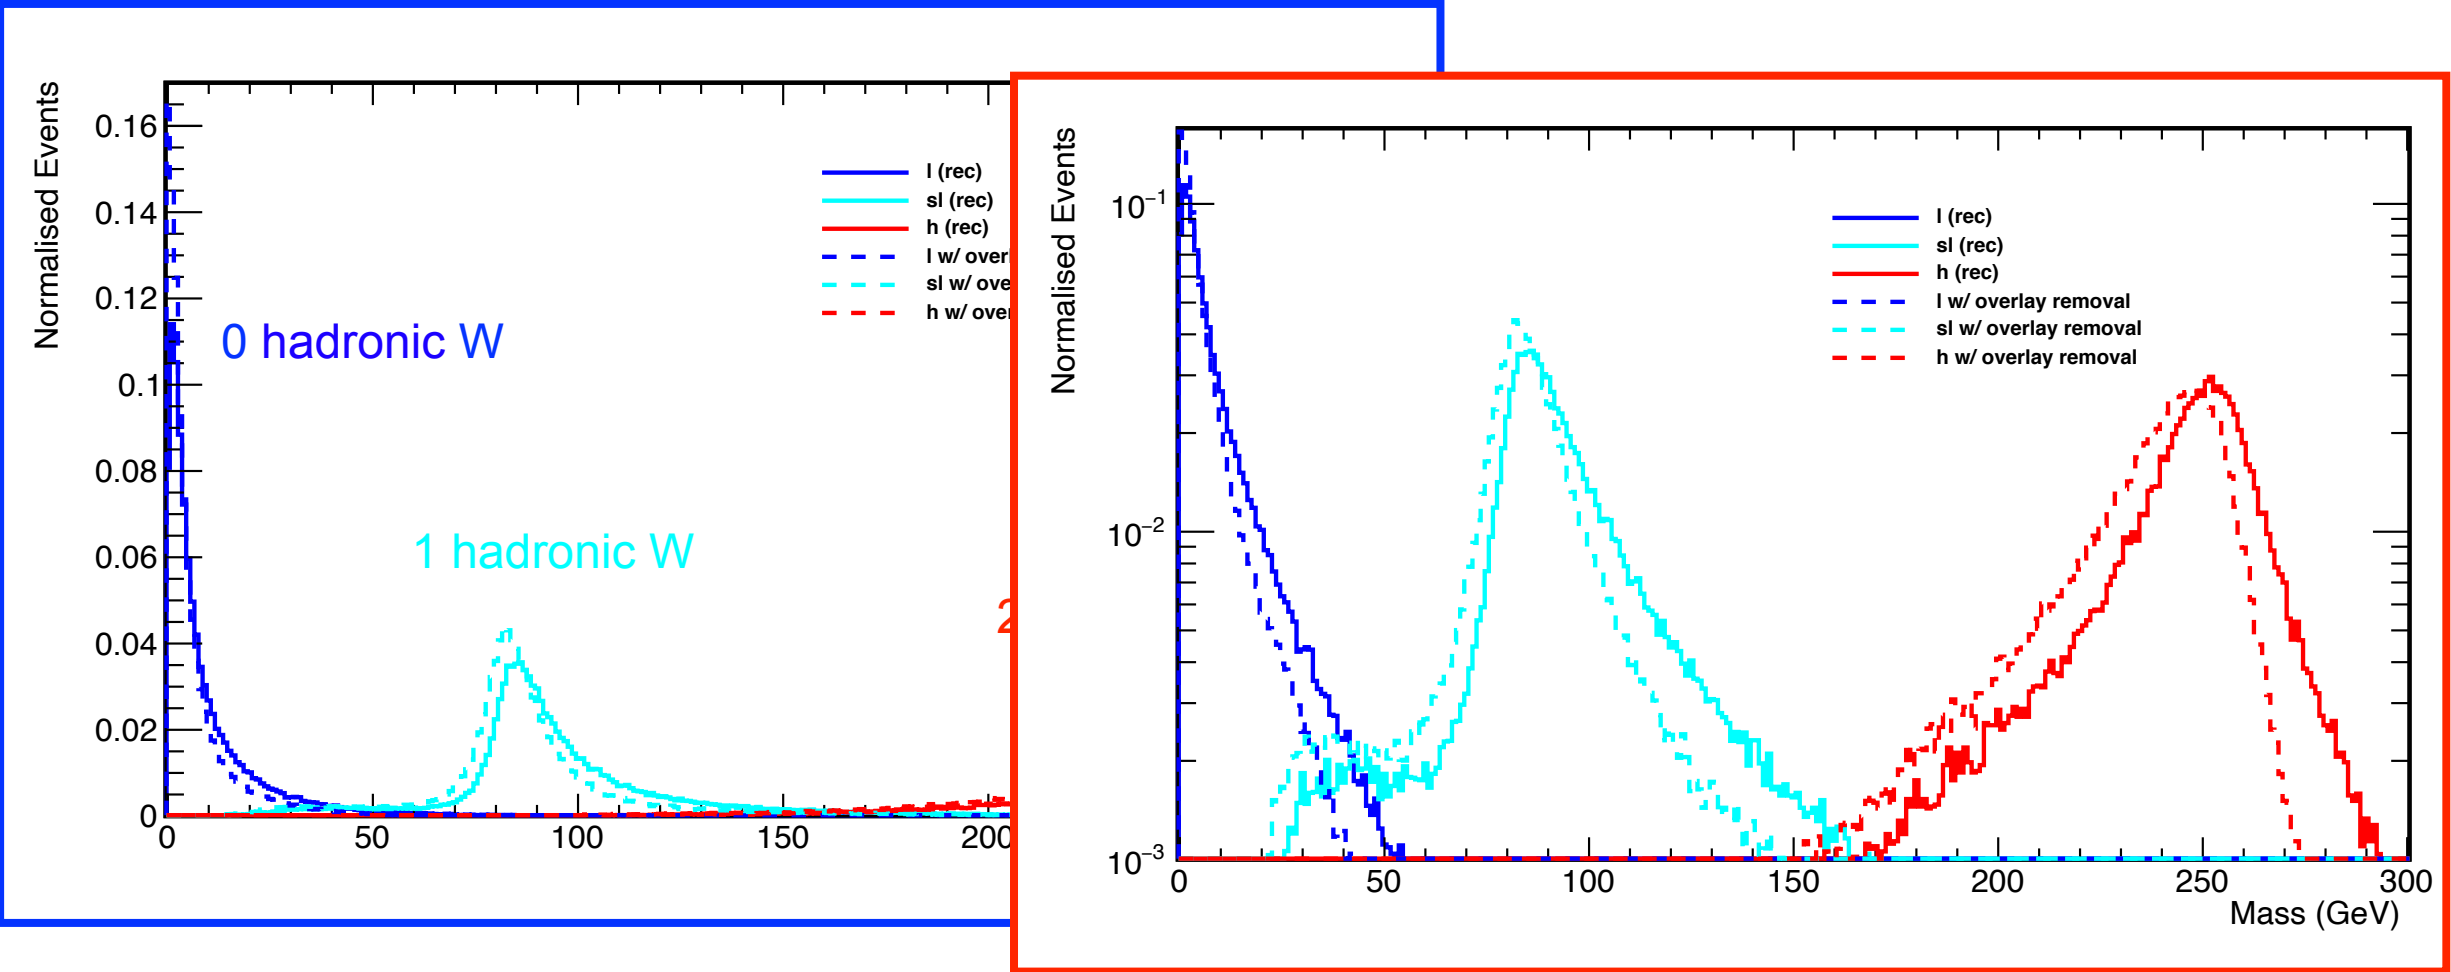 Normalised Events
0.16
0.14
0.12
0.1
0.08
0.06
0.04
0.02
0
0 50 100 150 200
l (rec)
sl (rec)
h (rec)
l w/
sl w/
h w/
0 hadronic W
1 hadronic W
2
Normalised Events
10⁻¹
10⁻²
10⁻³
l (rec)
sl (rec)
h (rec)
l w/ overlay removal
sl w/ overlay removal
h w/ overlay removal
0 50 100 150 200 250 300
Mass (GeV)